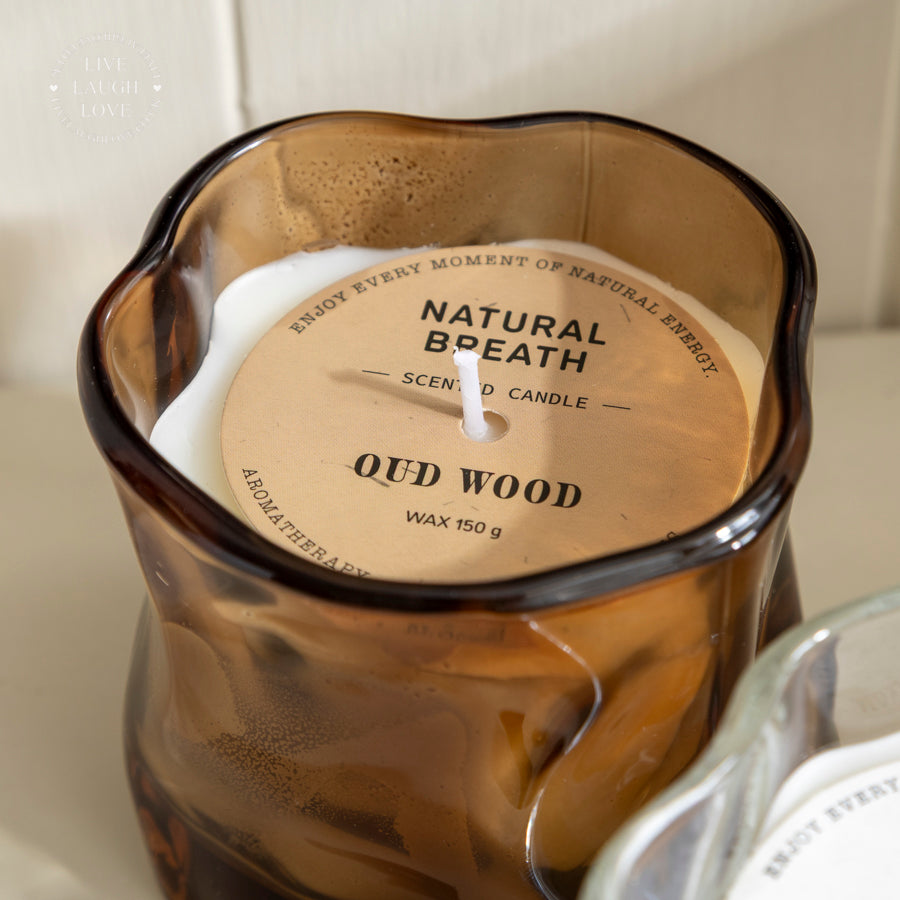 LIVE
LAUGH
LOVE
ENJOY EVERY MOMENT OF NATURAL ENERGY.
NATURAL
BREATH
SCENTED CANDLE
OUD WOOD
WAX 150 g
AROMATHERAPY
ENJOY EVERY